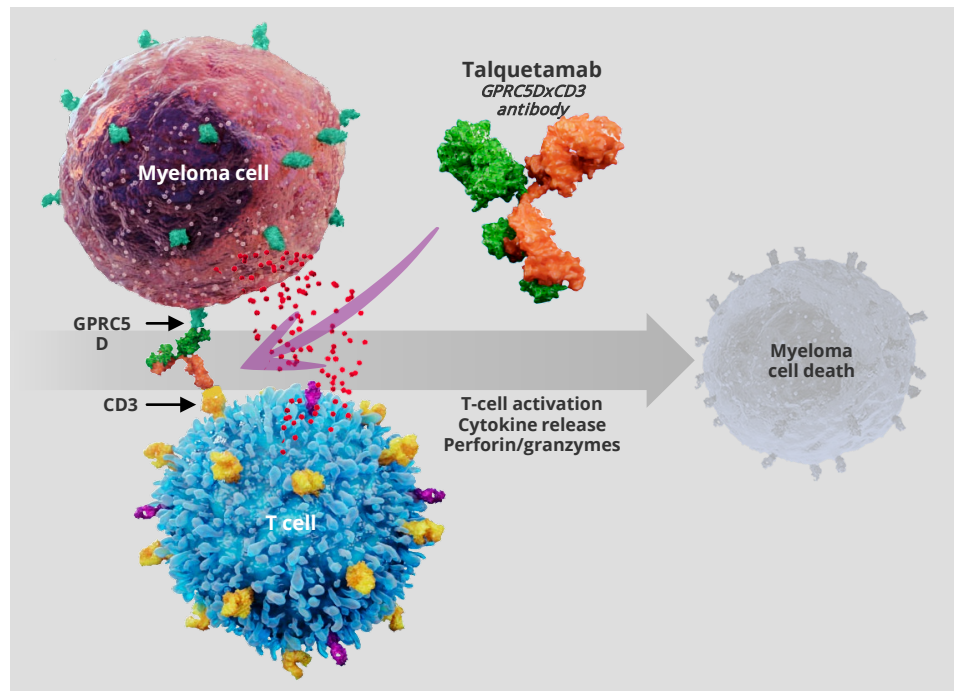 Talquetamab
GPRC5DxCD3
antibody
Myeloma cell
GPRC5
D
CD3
Myeloma
cell death
T-cell activation
Cytokine release
Perforin/granzymes
T cell